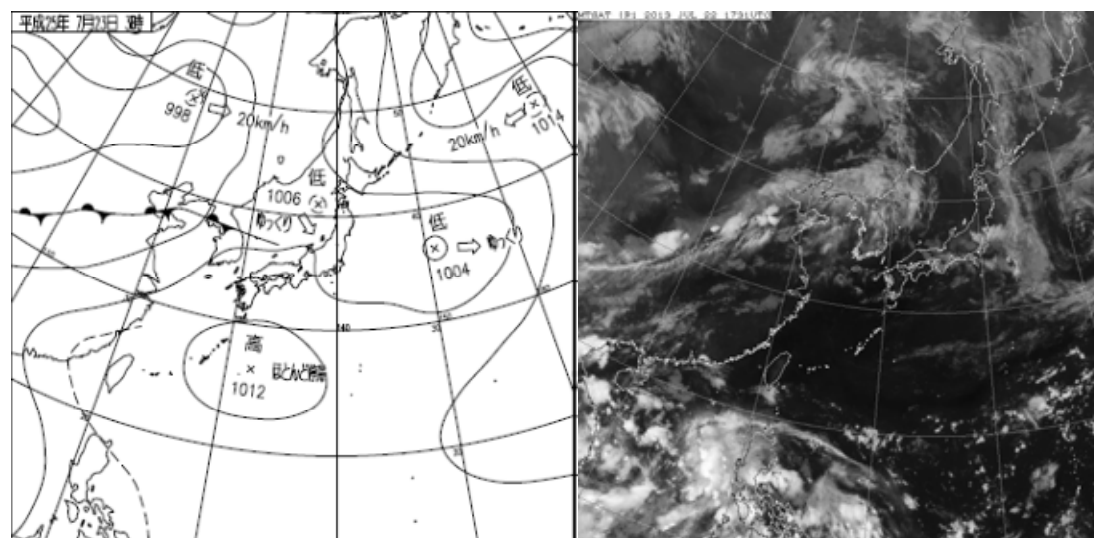 平成25年 7月23日 3時
MTSAT IR1 2013 JUL 22 1731UTC
低
998
20km/h
低
1014
20km/h
低
1006
ゆっくり
低
1004
ゆっくり
高
1012
ほとんど停滞
140